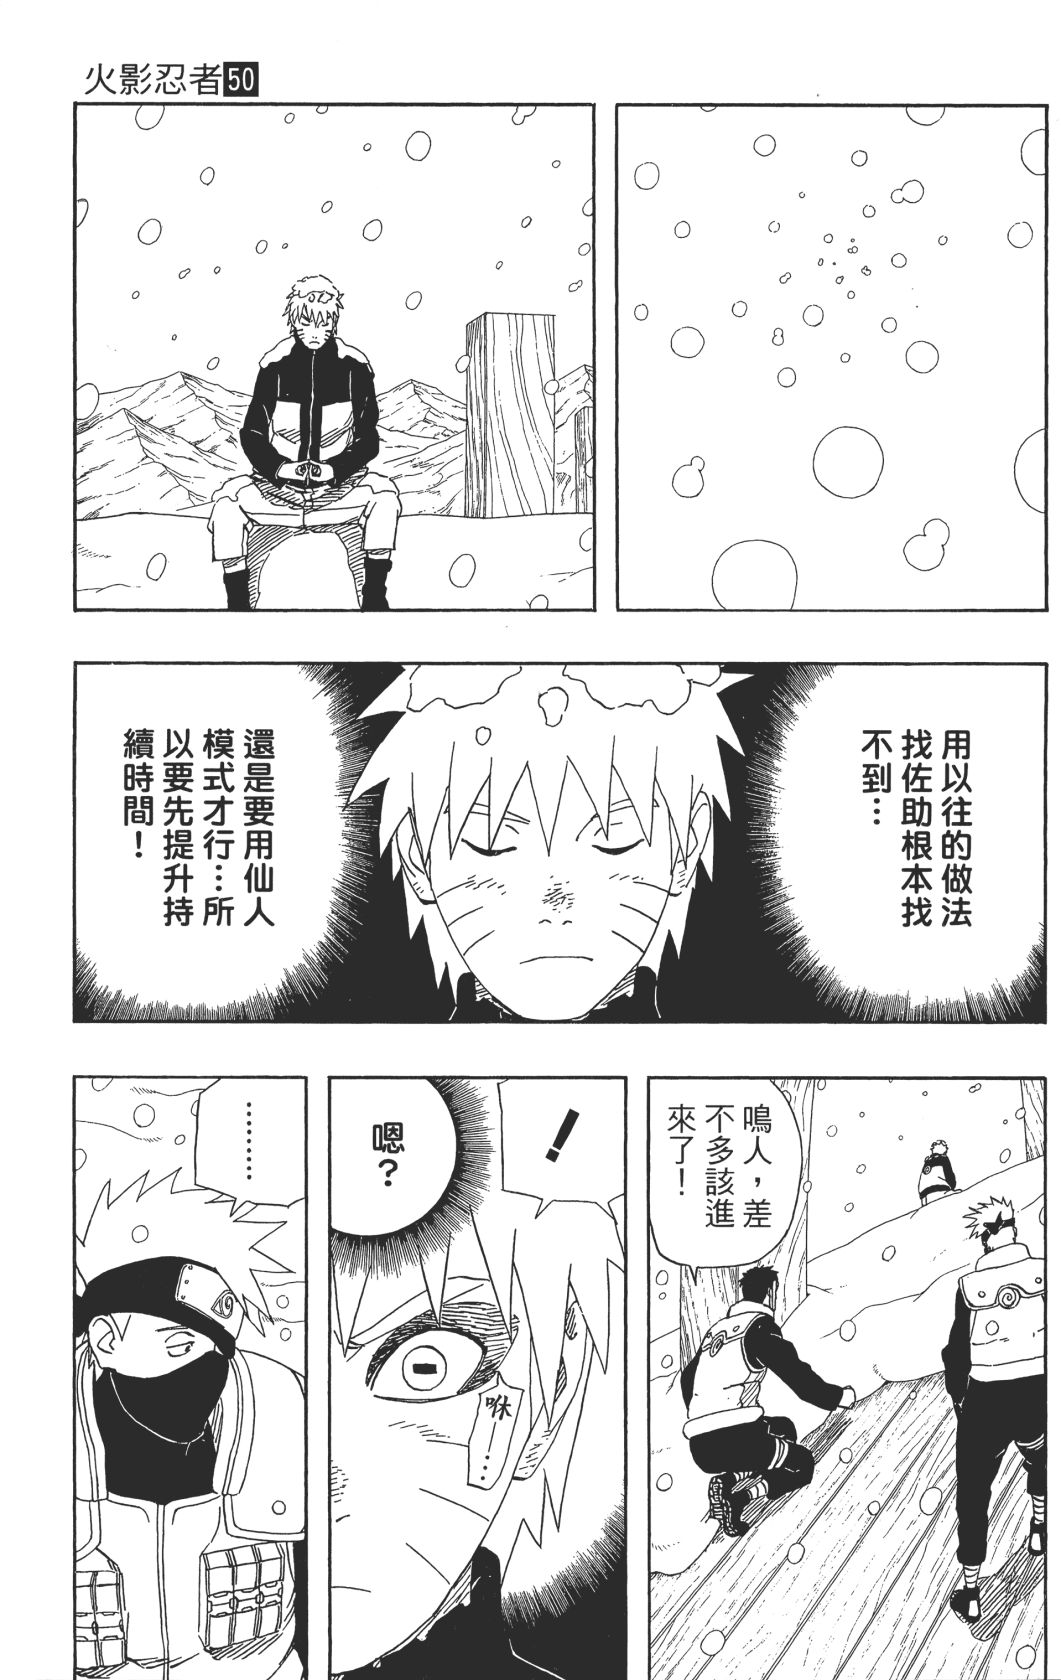 火影忍者50
用以往的做法
找佐助根本找
不到…
還是要用仙人
模式才行…所
以要先提升持
續時間！
鳴人，差
不多該進
來了！
！
嗯？
咻……
………